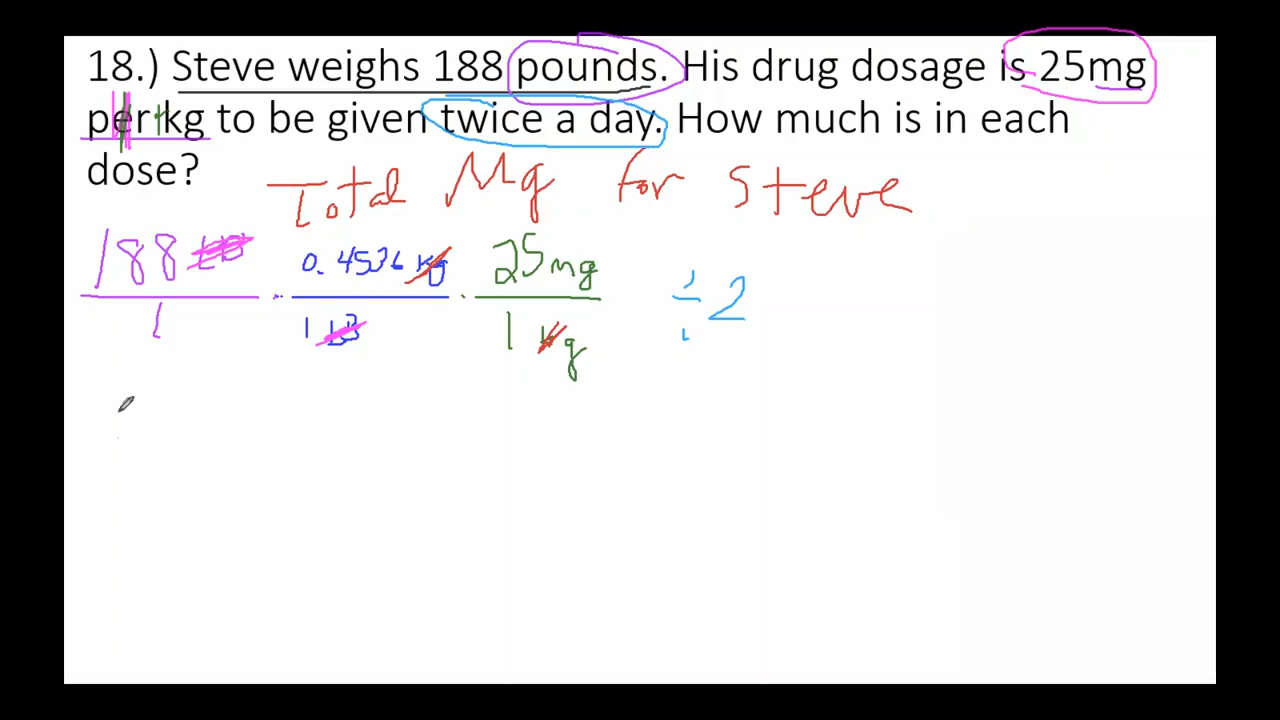 18.) Steve weighs 188 pounds. His drug dosage is 25mg
per kg to be given twice a day. How much is in each
dose?
Total Mg for Steve
188 LB · 0.4536 kg · 25mg ÷ 2
1 1 LB 1 kg